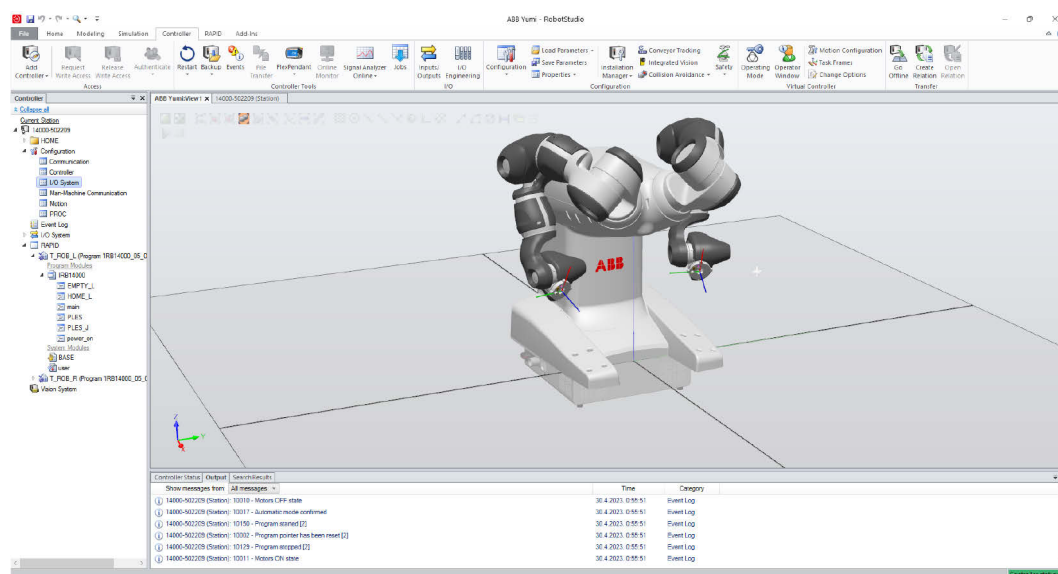 ABB Yumi - RobotStudio
File Home Modeling Simulation Controller RAPID Add-Ins
Add Controller
Request Write Access
Release Write Access
Authenticate
Restart
Backup
Events
File Transfer
FlexPendant
Online Monitor
Signal Analyzer Online
Jobs
Inputs/ Outputs
I/O Engineering
Configuration
Load Parameters
Save Parameters
Properties
Installation Manager
Conveyor Tracking
Integrated Vision
Collision Avoidance
Safety
Operating Mode
Operator Window
Motion Configuration
Task Frames
Change Options
Go Offline
Create Relation
Open Relation
Access Controller Tools I/O Configuration Virtual Controller Transfer
Controller
ABB Yumi:View1 14000-502209 (Station)
Collapse all
Current Station
14000-502209
HOME
Configuration
Communication
Controller
I/O System
Man-Machine Communication
Motion
PROC
Event Log
I/O System
RAPID
T_ROB_L (Program 1RB14000_05_0
Program Modules
IRB14000
EMPTY_L
HOME_L
main
PLES
PLES_J
power_on
System Modules
BASE
user
T_ROB_R (Program 1RB14000_05_0
Vision System
ABB
Z
Y
Controller Status Output SearchResults
Show messages from: All messages Time Category
14000-502209 (Station): 10010 - Motors OFF state 30.4.2023. 0:55:51 Event Log
14000-502209 (Station): 10017 - Automatic mode confirmed 30.4.2023. 0:55:51 Event Log
14000-502209 (Station): 10150 - Program started [2] 30.4.2023. 0:55:51 Event Log
14000-502209 (Station): 10002 - Program pointer has been reset [2] 30.4.2023. 0:55:51 Event Log
14000-502209 (Station): 10129 - Program stopped [2] 30.4.2023. 0:55:51 Event Log
14000-502209 (Station): 10011 - Motors ON state 30.4.2023. 0:55:51 Event Log